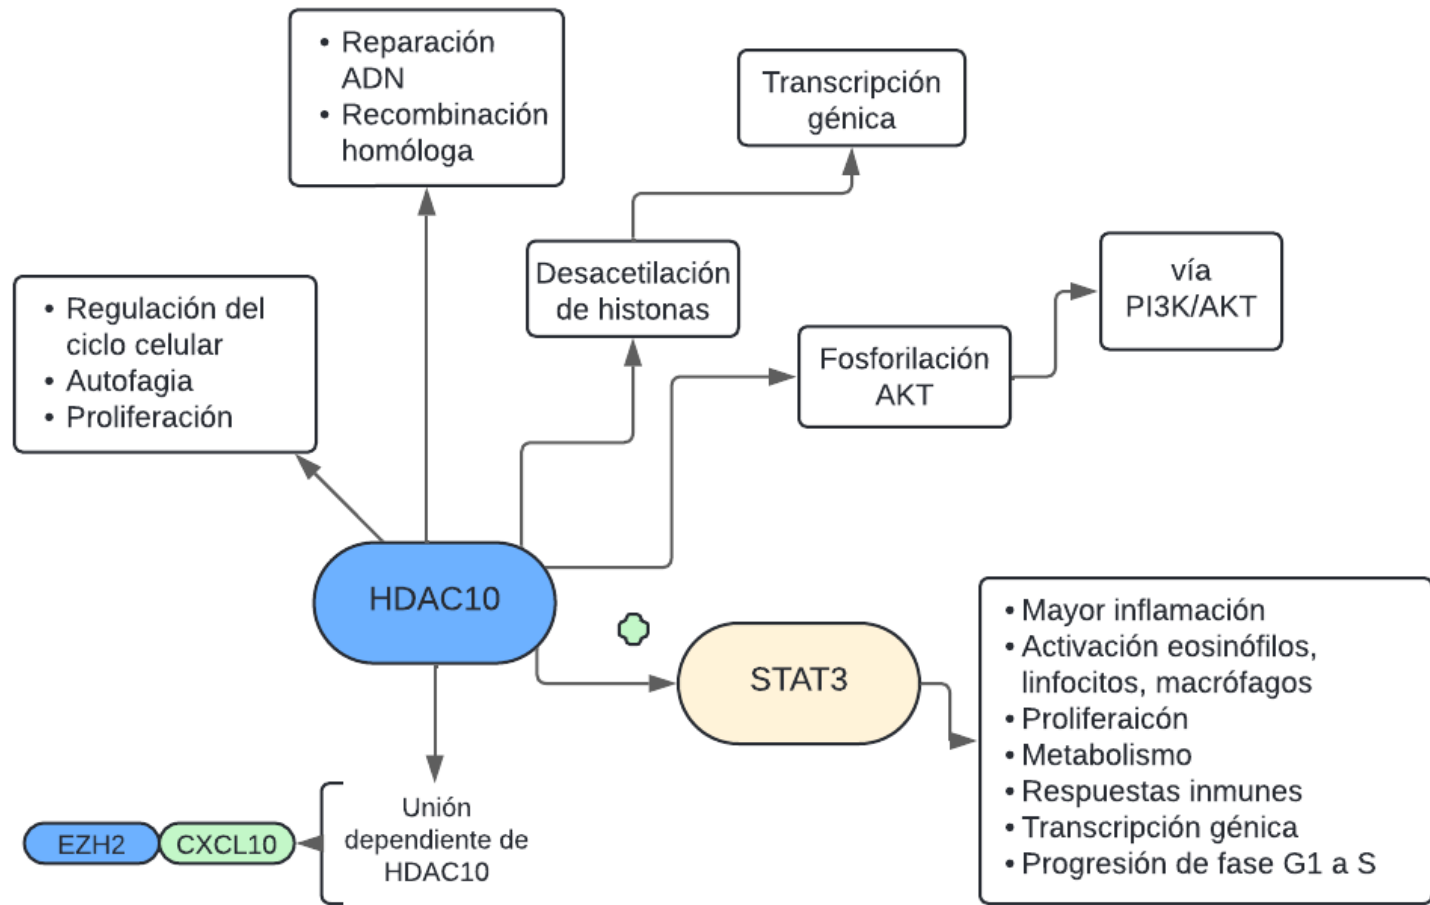 • Reparación
ADN
• Recombinación
homóloga
Transcripción
génica
Desacetilación
de histonas
vía
PI3K/AKT
• Regulación del
ciclo celular
• Autofagia
• Proliferación
Fosforilación
AKT
HDAC10
STAT3
• Mayor inflamación
• Activación eosinófilos,
linfocitos, macrófagos
• Proliferaicón
• Metabolismo
• Respuestas inmunes
• Transcripción génica
• Progresión de fase G1 a S
Unión
dependiente de
HDAC10
EZH2
CXCL10